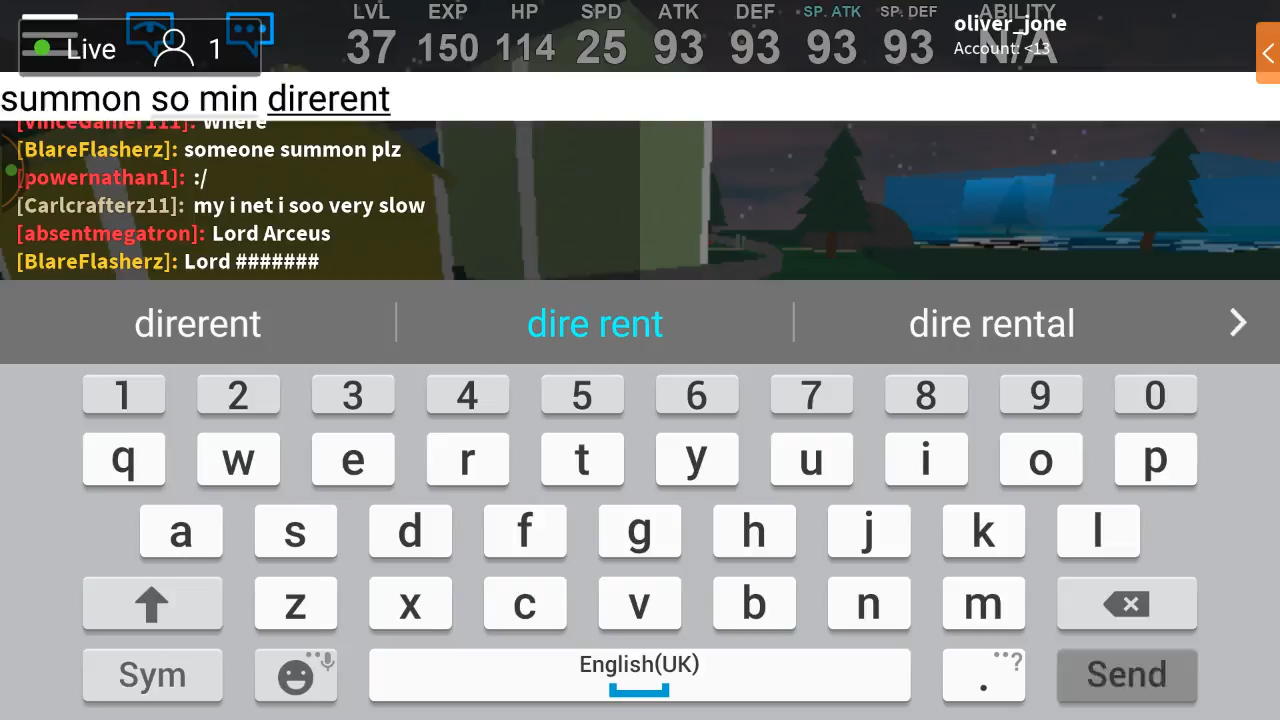 LVL EXP HP SPD ATK DEF SP. ATK SP. DEF ABILITY
37 150 114 25 93 93 93 93 N/A
oliver_jone
Account: <13
Live 1
summon so min direrent
[VinceGamer111]: where
[BlareFlasherz]: someone summon plz
[powernathan1]: :/
[Carlcrafterz11]: my i net i soo very slow
[absentmegatron]: Lord Arceus
[BlareFlasherz]: Lord #######
direrent dire rent dire rental
1 2 3 4 5 6 7 8 9 0
q w e r t y u i o p
a s d f g h j k l
z x c v b n m
Sym English(UK) . ? Send